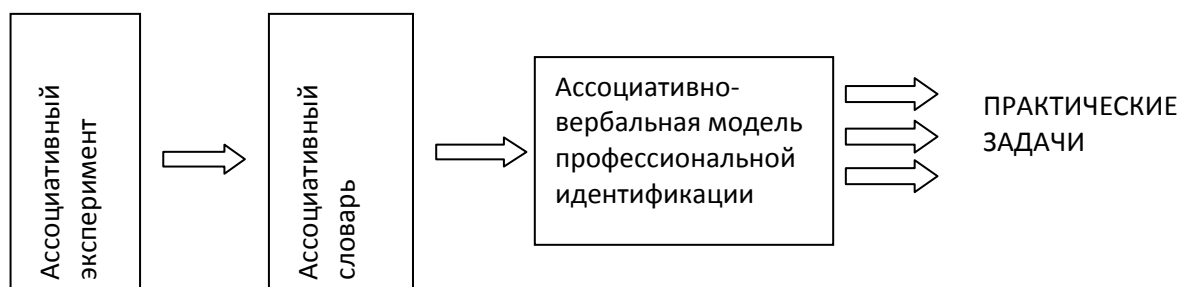 Ассоциативный
эксперимент
Ассоциативный
словарь
Ассоциативно-
вербальная модель
профессиональной
идентификации
ПРАКТИЧЕСКИЕ
ЗАДАЧИ